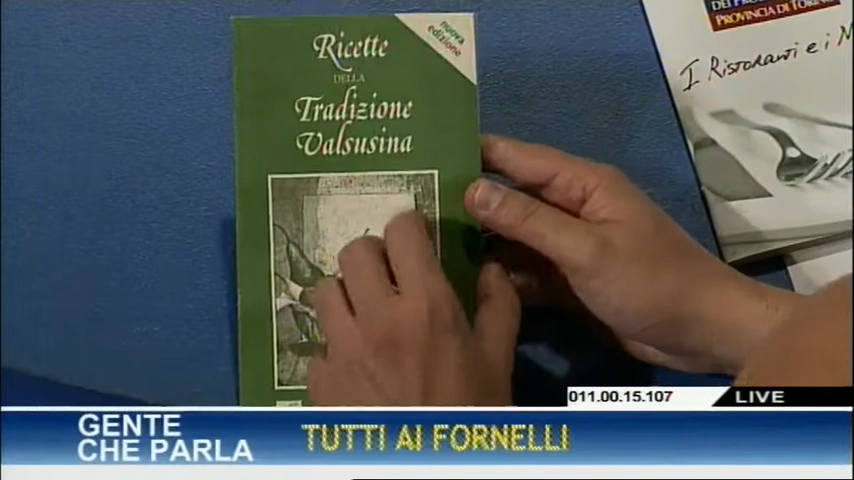 Ricette
DELLA
Tradizione
Valsusina
nuova
edizione
PROVINCIA DI TORINO
I Ristoranti e i
011.00.15.107
LIVE
GENTE
CHE PARLA
TUTTI AI FORNELLI